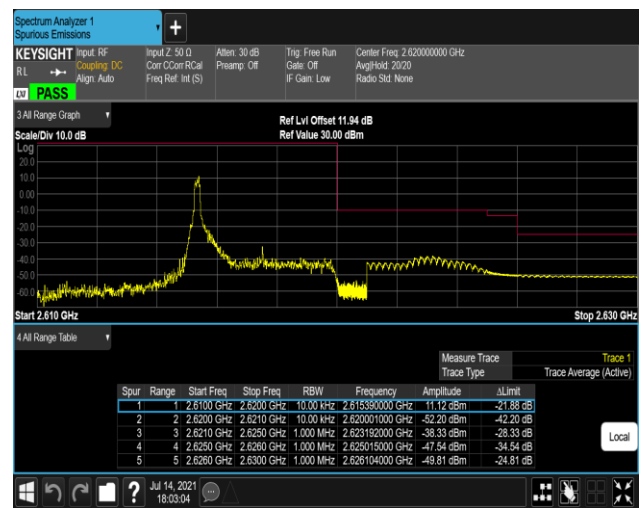 Spectrum Analyzer 1
Spurious Emissions
+
KEYSIGHT Input: RF Input Z: 50 Ω Atten: 30 dB Trig: Free Run Center Freq: 2.620000000 GHz
RL Coupling: DC Corr CCorr RCal Preamp: Off Gate: Off Avg|Hold: 20/20
Align: Auto Freq Ref: Int (S) IF Gain: Low Radio Std: None
LXI PASS
3 All Range Graph
Ref Lvl Offset 11.94 dB
Scale/Div 10.0 dB Ref Value 30.00 dBm
Log
20.0
10.0
0.00
-10.0
-20.0
-30.0
-40.0
-50.0
-60.0
Start 2.610 GHz Stop 2.630 GHz
4 All Range Table
Measure Trace Trace 1
Trace Type Trace Average (Active)
Spur Range Start Freq Stop Freq RBW Frequency Amplitude ΔLimit
1 1 2.6100 GHz 2.6200 GHz 10.00 kHz 2.615390000 GHz 11.12 dBm -21.88 dB
2 2 2.6200 GHz 2.6210 GHz 10.00 kHz 2.620001000 GHz -52.20 dBm -42.20 dB
3 3 2.6210 GHz 2.6250 GHz 1.000 MHz 2.623192000 GHz -38.33 dBm -28.33 dB
4 4 2.6250 GHz 2.6260 GHz 1.000 MHz 2.625015000 GHz -47.54 dBm -34.54 dB
5 5 2.6260 GHz 2.6300 GHz 1.000 MHz 2.626104000 GHz -49.81 dBm -24.81 dB
Local
? Jul 14, 2021
18:03:04